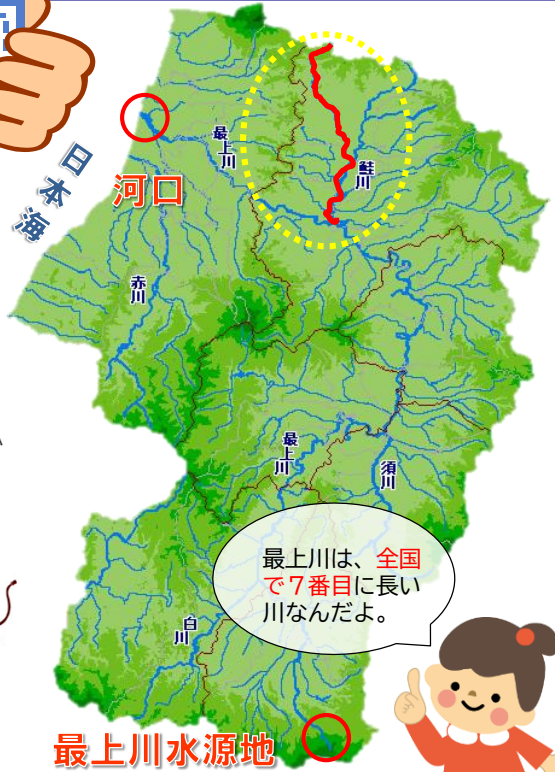 最上川
鮭川
日本海
河口
赤川
最上川
須川
最上川は、全国
で７番目に長い
川なんだよ。
白川
最上川水源地